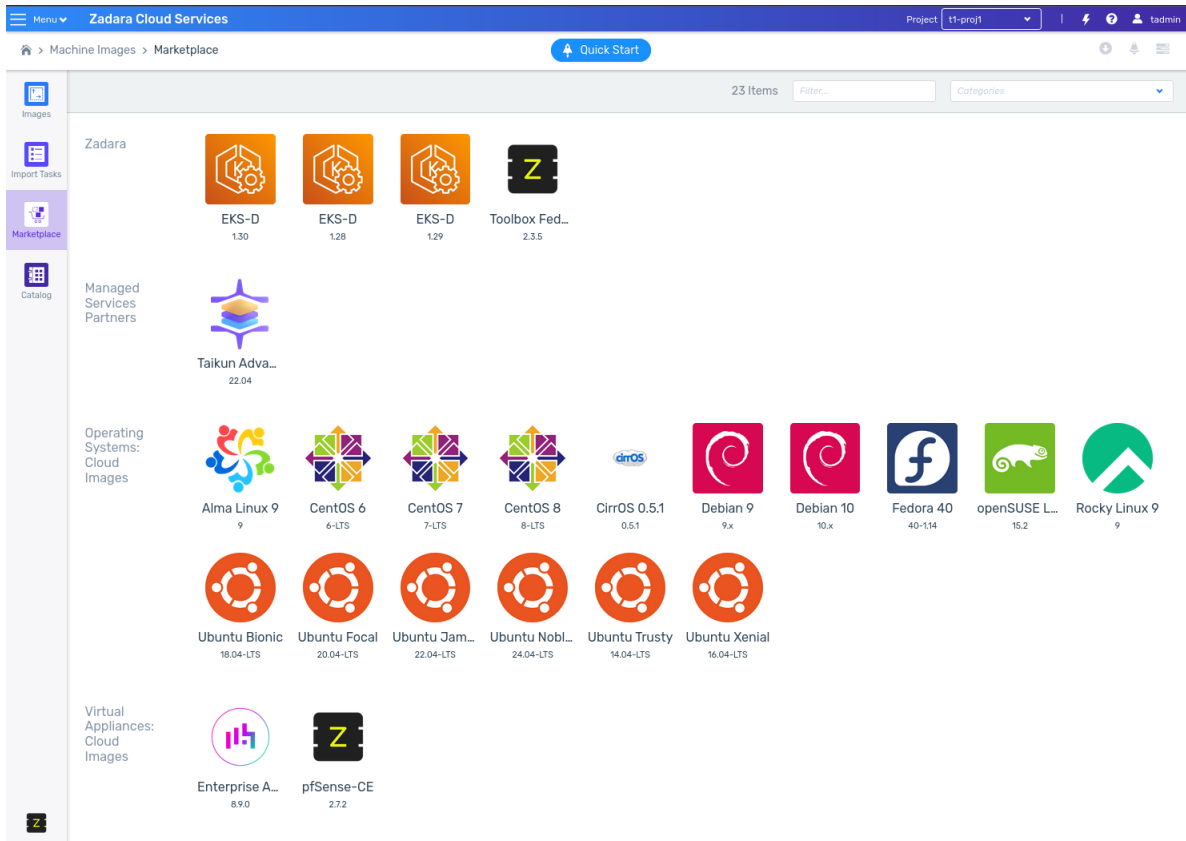 Menu Zadara Cloud Services Project t1-proj1 tadmin
> Machine Images > Marketplace Quick Start
Images
Import Tasks
Marketplace
Catalog
23 Items Filter... Categories
Zadara
EKS-D EKS-D EKS-D Toolbox Fed...
1.30 1.28 1.29 2.3.5
Managed
Services
Partners
Taikun Adva...
22.04
Operating
Systems:
Cloud
Images
cirrOS
Alma Linux 9 CentOS 6 CentOS 7 CentOS 8 CirrOS 0.5.1 Debian 9 Debian 10 Fedora 40 openSUSE L... Rocky Linux 9
9 6-LTS 7-LTS 8-LTS 0.5.1 9.x 10.x 40-1.14 15.2 9
Ubuntu Bionic Ubuntu Focal Ubuntu Jam... Ubuntu Nobl... Ubuntu Trusty Ubuntu Xenial
18.04-LTS 20.04-LTS 22.04-LTS 24.04-LTS 14.04-LTS 16.04-LTS
Virtual
Appliances:
Cloud
Images
Z
Enterprise A... pfSense-CE
8.9.0 2.7.2
Z